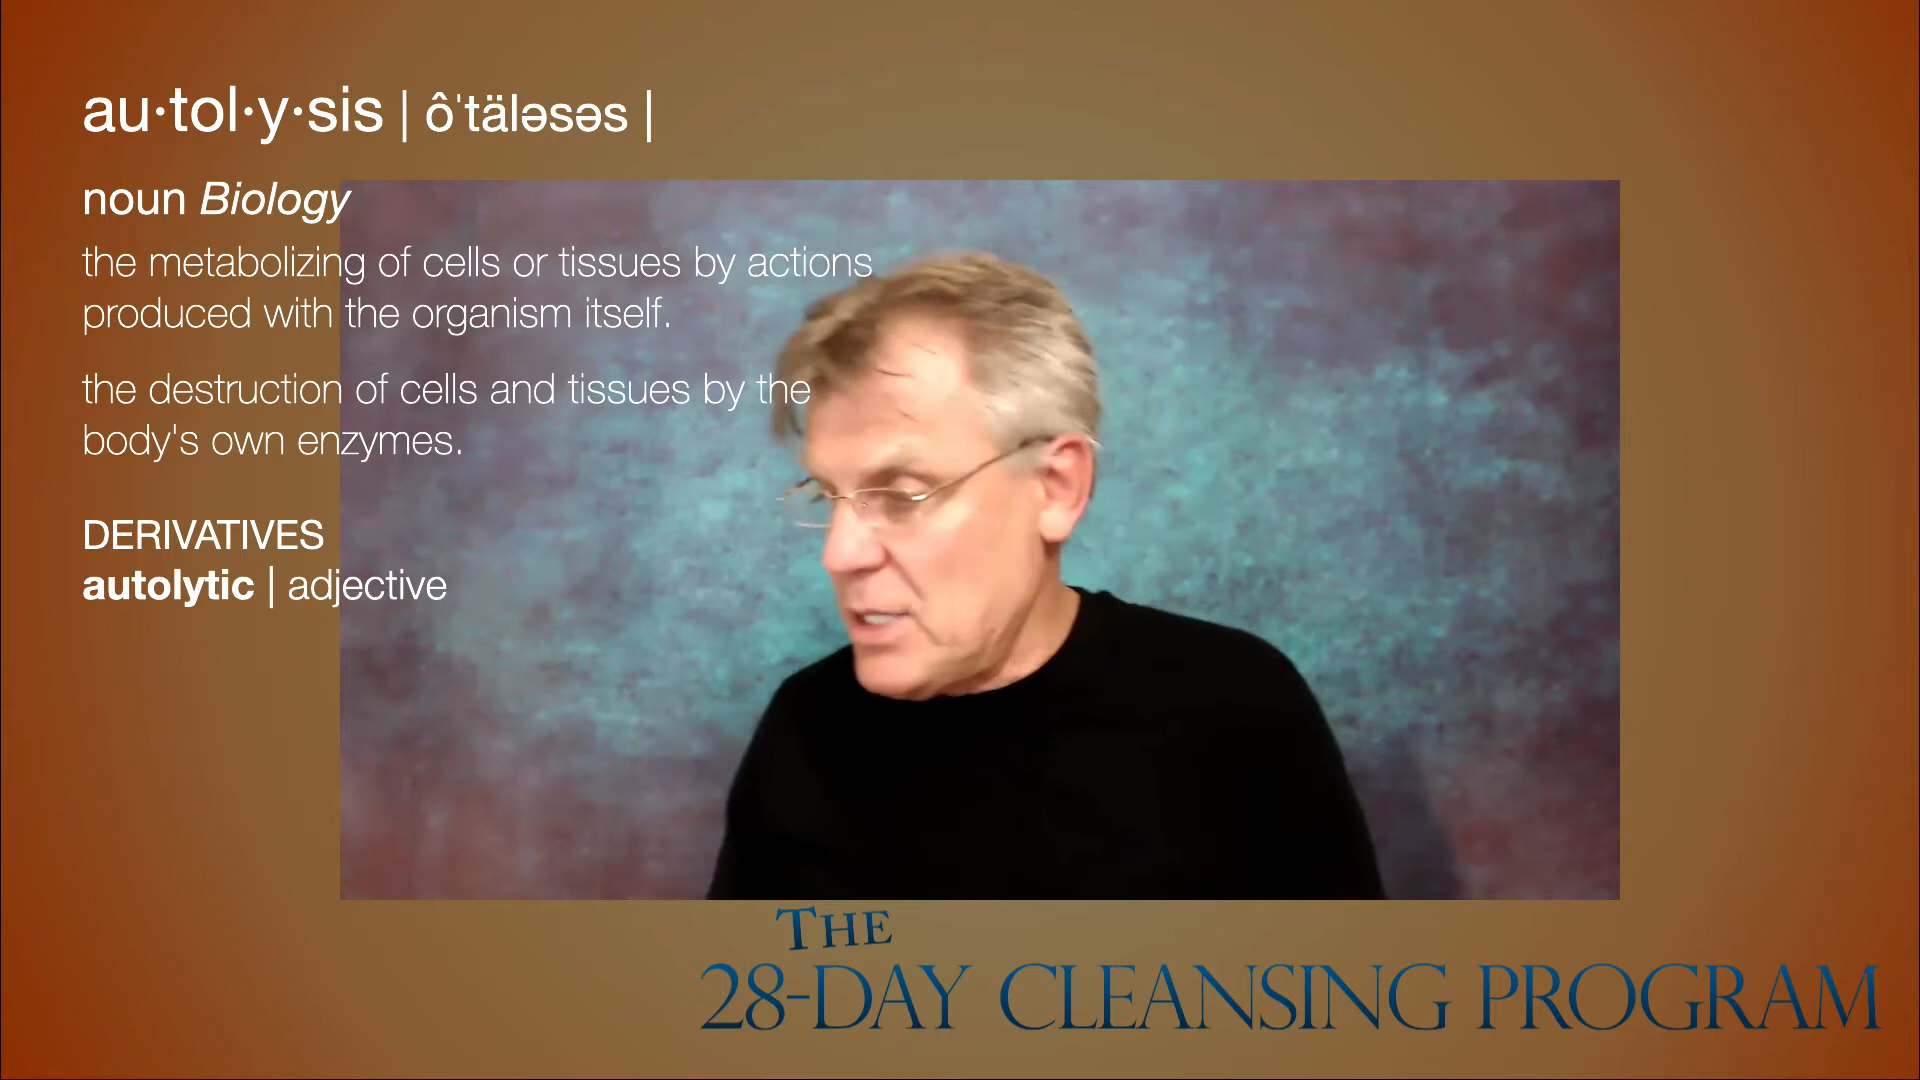 au·tol·y·sis | ôˈtäləsəs |
noun Biology
the metabolizing of cells or tissues by actions
produced with the organism itself.
the destruction of cells and tissues by the
body's own enzymes.
DERIVATIVES
autolytic | adjective
THE
28-DAY CLEANSING PROGRAM